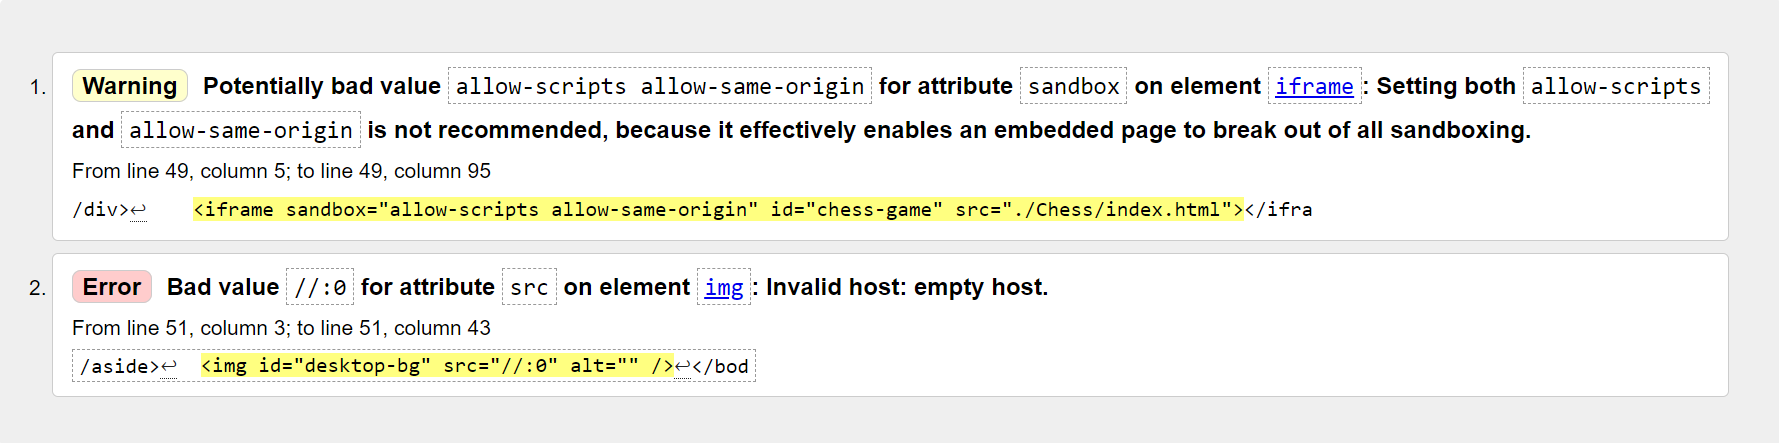 1. Warning Potentially bad value allow-scripts allow-same-origin for attribute sandbox on element iframe: Setting both allow-scripts
and allow-same-origin is not recommended, because it effectively enables an embedded page to break out of all sandboxing.
From line 49, column 5; to line 49, column 95
/div>↩    <iframe sandbox="allow-scripts allow-same-origin" id="chess-game" src="./Chess/index.html"></ifra
2. Error Bad value //:0 for attribute src on element img: Invalid host: empty host.
From line 51, column 3; to line 51, column 43
/aside>↩  <img id="desktop-bg" src="//:0" alt="" />↩</bod